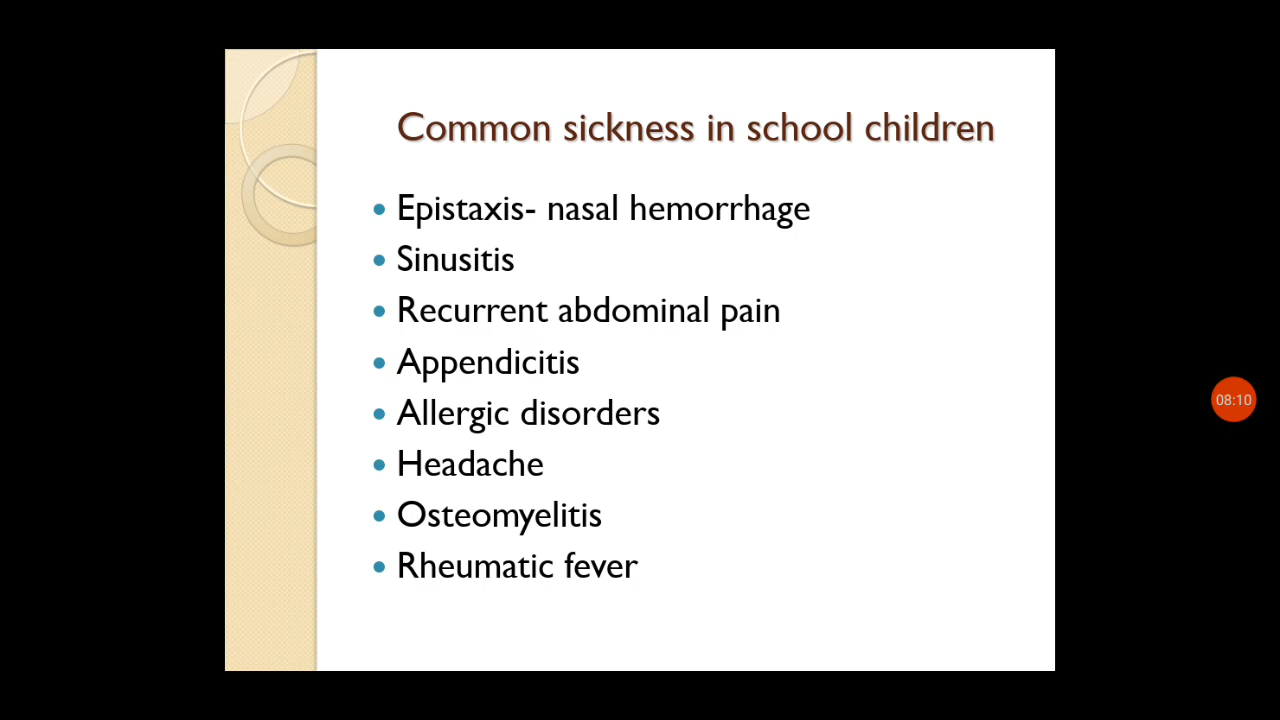 Common sickness in school children
• Epistaxis- nasal hemorrhage
• Sinusitis
• Recurrent abdominal pain
• Appendicitis
• Allergic disorders
• Headache
• Osteomyelitis
• Rheumatic fever
08:10